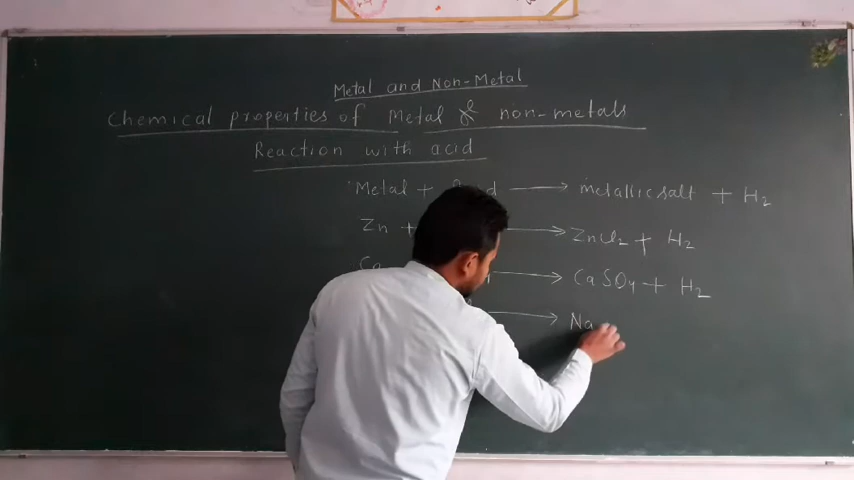 Metal and Non-Metal
Chemical properties of Metal & non-metals
Reaction with acid
Metal + → metallic salt + H2
Zn + → ZnCl2 + H2
Ca → CaSO4 + H2
→ Na